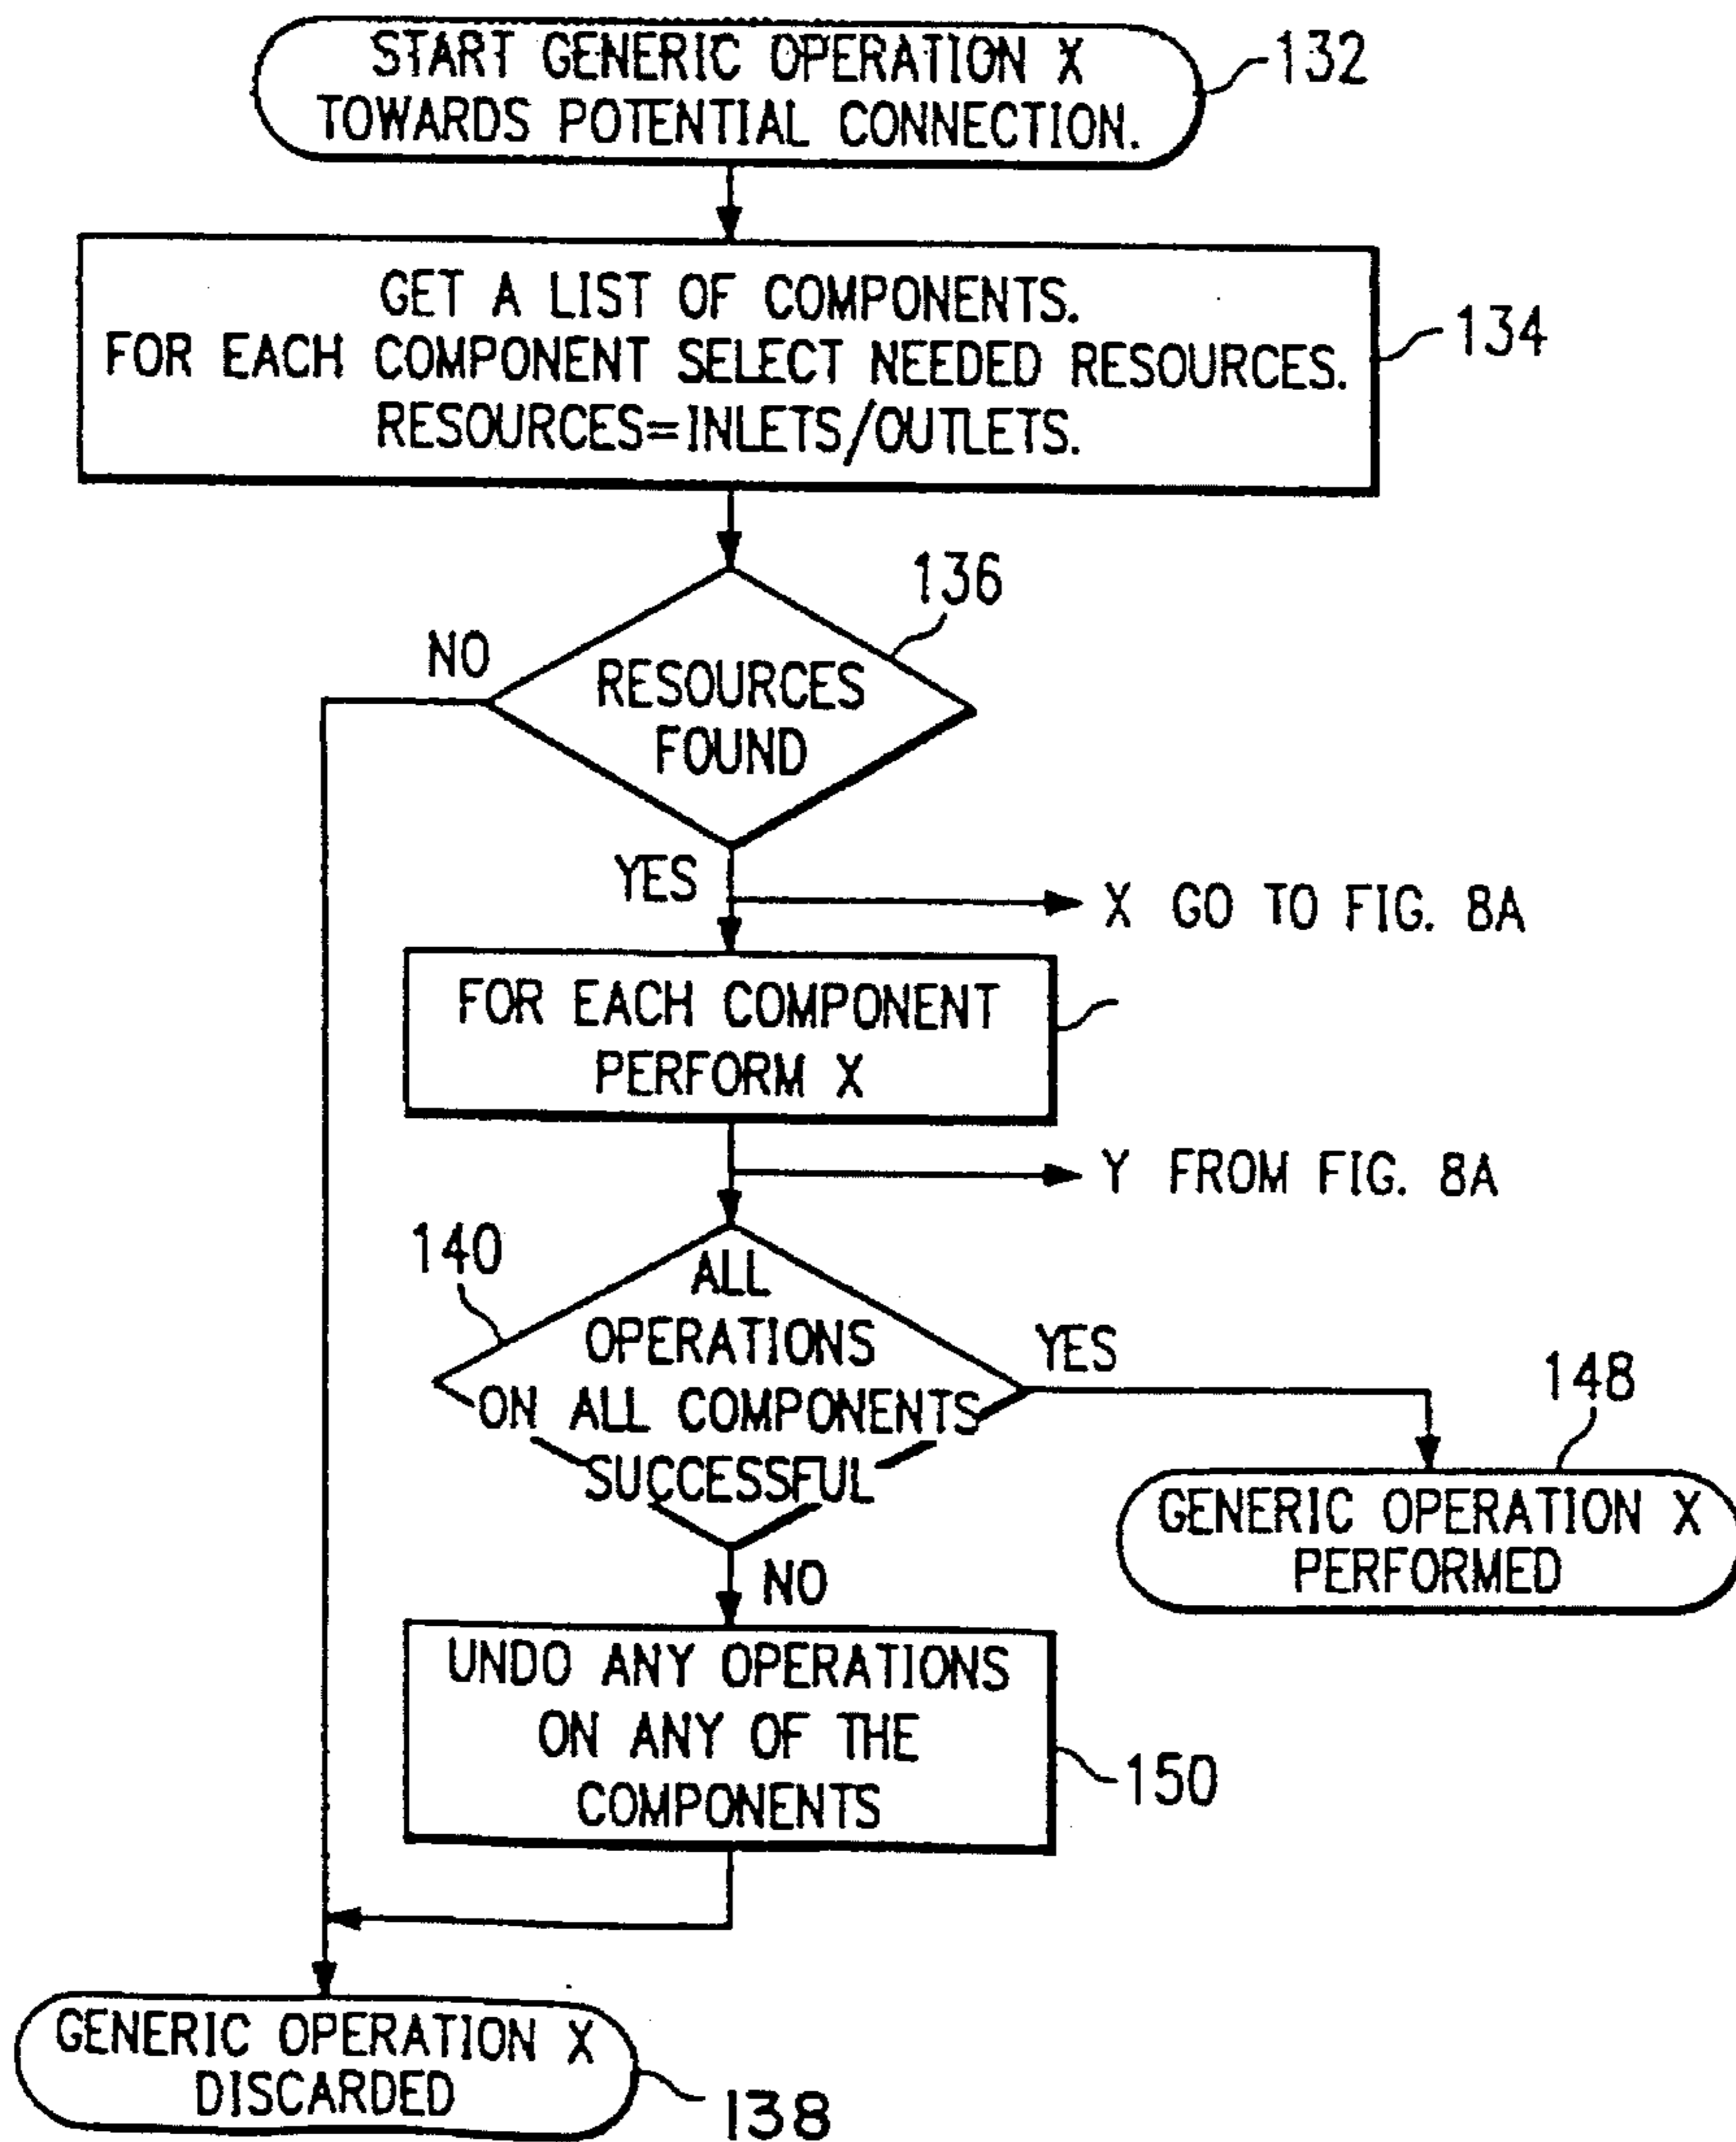 START GENERIC OPERATION X
TOWARDS POTENTIAL CONNECTION.
132
GET A LIST OF COMPONENTS.
FOR EACH COMPONENT SELECT NEEDED RESOURCES.
RESOURCES=INLETS/OUTLETS.
134
136
NO
RESOURCES
FOUND
YES
X GO TO FIG. 8A
FOR EACH COMPONENT
PERFORM X
Y FROM FIG. 8A
140
ALL
OPERATIONS
ON ALL COMPONENTS
SUCCESSFUL
YES
148
GENERIC OPERATION X
PERFORMED
NO
UNDO ANY OPERATIONS
ON ANY OF THE
COMPONENTS
150
GENERIC OPERATION X
DISCARDED
138